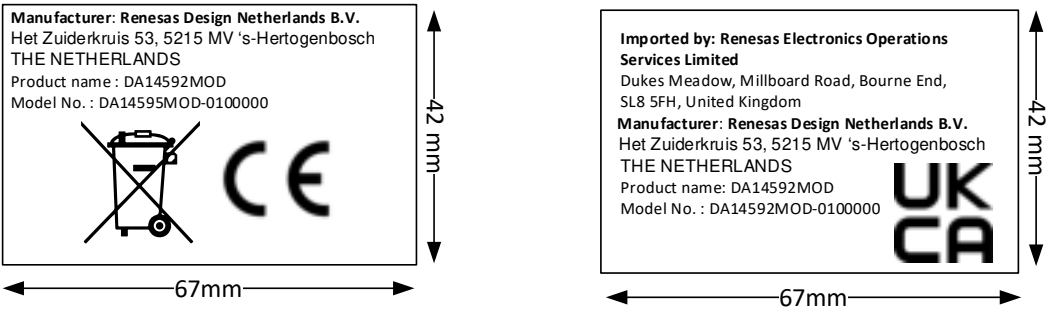 Manufacturer: Renesas Design Netherlands B.V.
Het Zuiderkruis 53, 5215 MV ‘s-Hertogenbosch
THE NETHERLANDS
Product name : DA14592MOD
Model No. : DA14595MOD-0100000
CE
42 mm
67mm
Imported by: Renesas Electronics Operations
Services Limited
Dukes Meadow, Millboard Road, Bourne End,
SL8 5FH, United Kingdom
Manufacturer: Renesas Design Netherlands B.V.
Het Zuiderkruis 53, 5215 MV ‘s-Hertogenbosch
THE NETHERLANDS
Product name: DA14592MOD
Model No. : DA14592MOD-0100000
UK
CA
42 mm
67mm